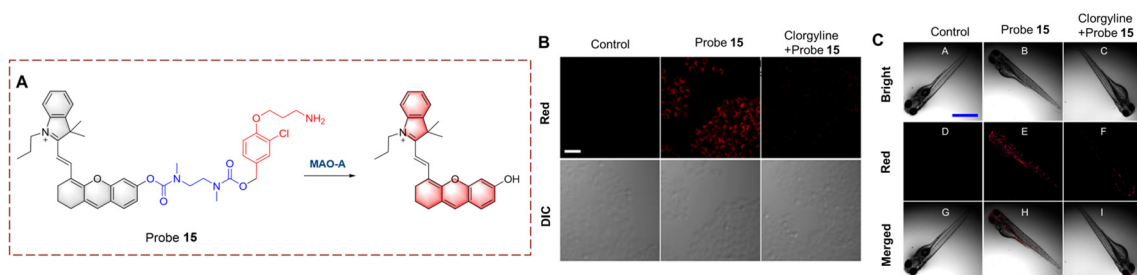 A
N
+
O
O
O
N
N
O
O
O
Cl
NH₂
MAO-A
N
+
O
OH
Probe 15
B
Control
Probe 15
Clorgyline
+Probe 15
Red
DIC
C
Control
Probe 15
Clorgyline
+Probe 15
Bright
A
B
C
Red
D
E
F
Merged
G
H
I